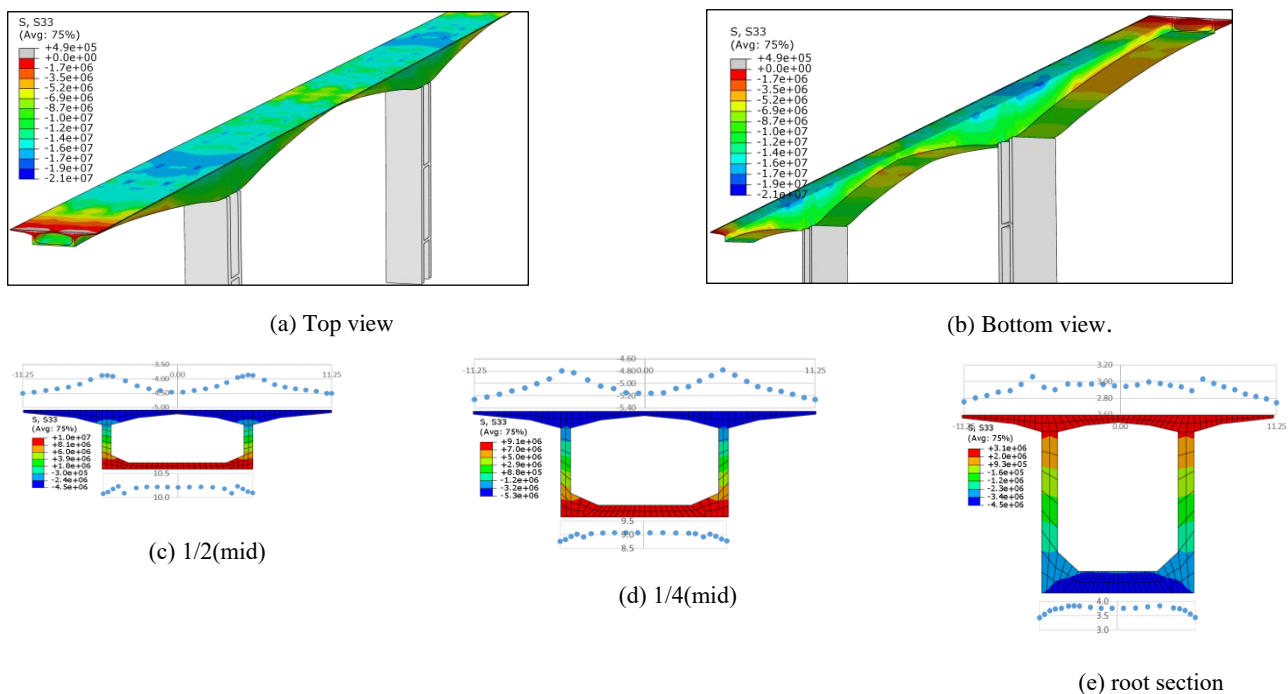 S, S33
(Avg: 75%)
+4.9e+05
+0.0e+00
-1.7e+06
-3.5e+06
-5.2e+06
-6.9e+06
-8.7e+06
-1.0e+07
-1.2e+07
-1.4e+07
-1.6e+07
-1.7e+07
-1.9e+07
-2.1e+07
S, S33
(Avg: 75%)
+4.9e+05
+0.0e+00
-1.7e+06
-3.5e+06
-5.2e+06
-6.9e+06
-8.7e+06
-1.0e+07
-1.2e+07
-1.4e+07
-1.6e+07
-1.7e+07
-1.9e+07
-2.1e+07
(a) Top view
(b) Bottom view.
-3.50
-11.25 0.00 11.25
-4.00
-4.50
-5.00
S, S33
(Avg: 75%)
+1.0e+07
+8.1e+06
+6.0e+06
+3.9e+06
+1.8e+06
-3.0e+05
-2.4e+06
-4.5e+06
10.5
10.0
(c) 1/2(mid)
-4.60
-11.25 -4.80 0.00 11.25
-5.00
-5.20
-5.40
S, S33
(Avg: 75%)
+9.1e+06
+7.0e+06
+5.0e+06
+2.9e+06
+8.8e+05
-1.2e+06
-3.2e+06
-5.3e+06
9.5
9.0
8.5
(d) 1/4(mid)
3.20
3.00
2.80
-11.25 0.00 11.25
S, S33
(Avg: 75%)
+3.1e+06
+2.0e+06
+9.3e+05
-1.6e+05
-1.2e+06
-2.3e+06
-3.4e+06
-4.5e+06
4.0
3.5
3.0
(e) root section